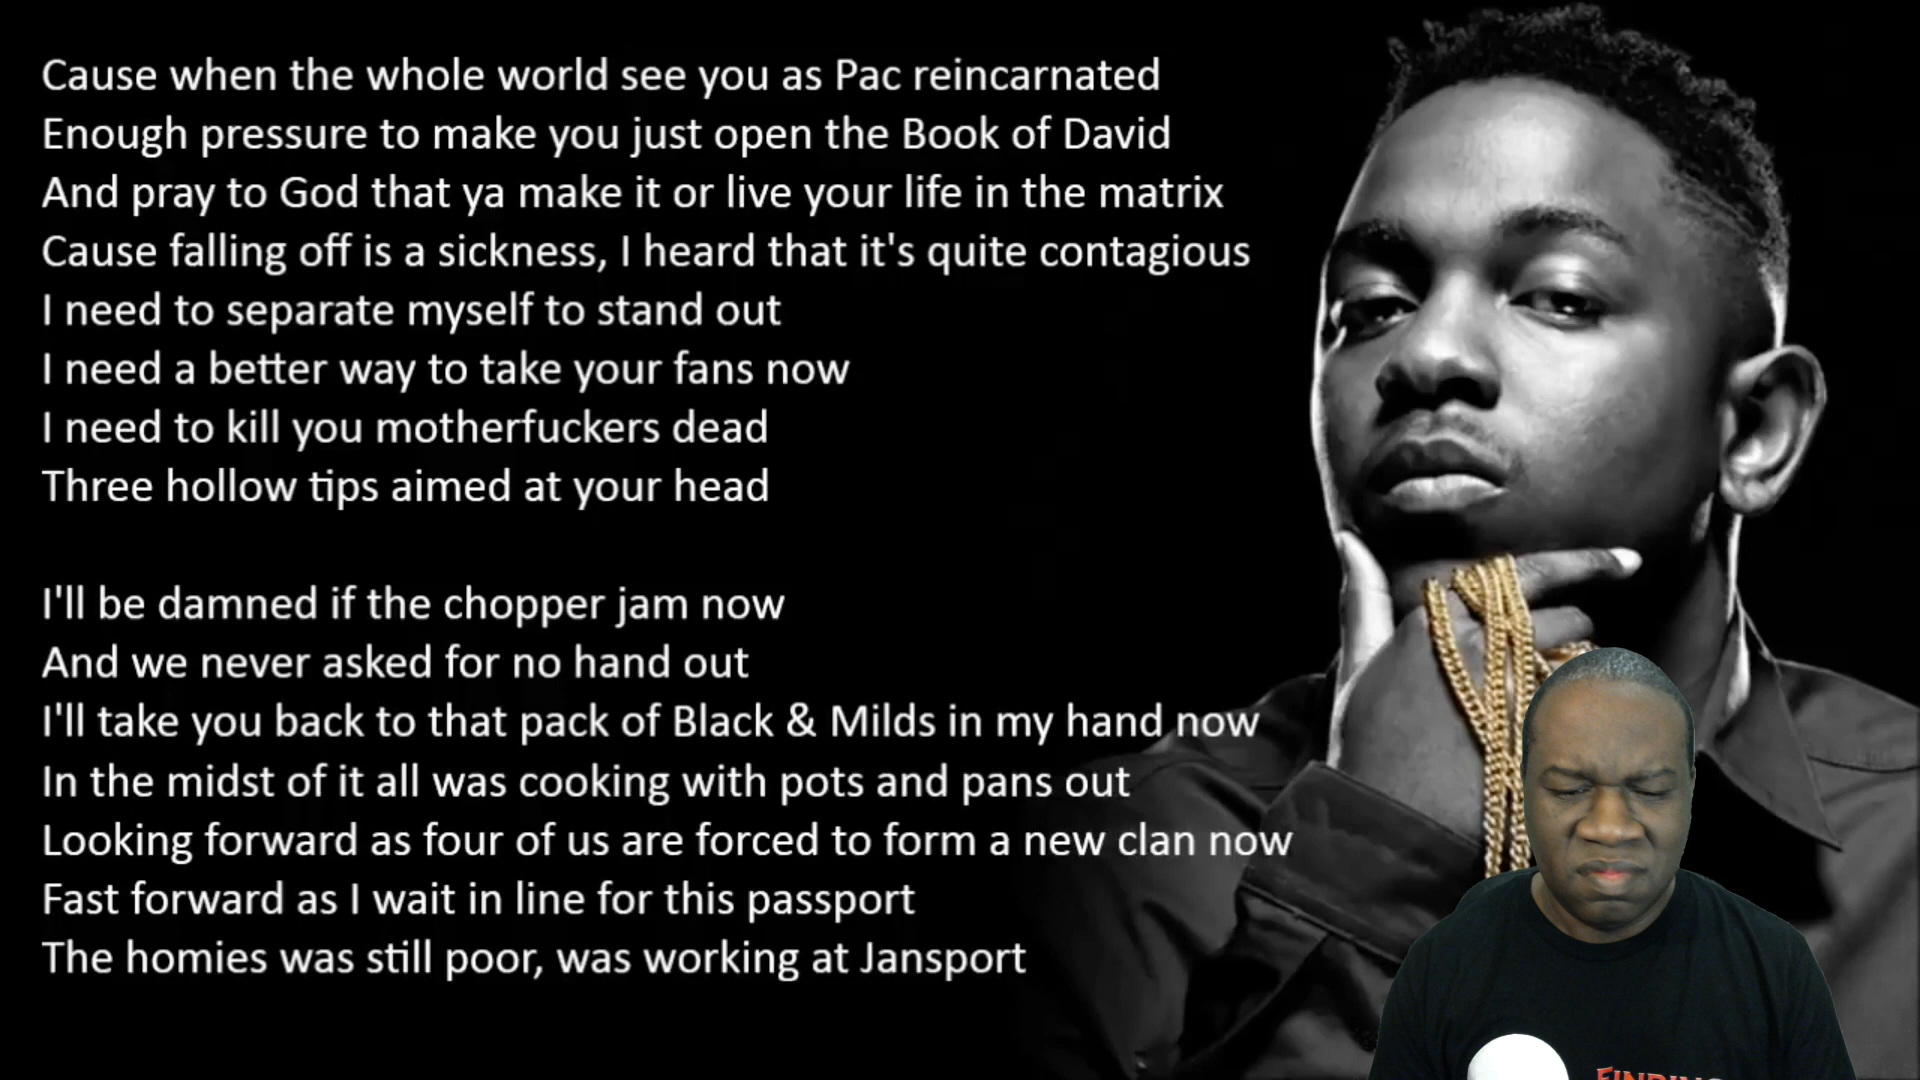 Cause when the whole world see you as Pac reincarnated
Enough pressure to make you just open the Book of David
And pray to God that ya make it or live your life in the matrix
Cause falling off is a sickness, I heard that it's quite contagious
I need to separate myself to stand out
I need a better way to take your fans now
I need to kill you motherfuckers dead
Three hollow tips aimed at your head
I'll be damned if the chopper jam now
And we never asked for no hand out
I'll take you back to that pack of Black & Milds in my hand now
In the midst of it all was cooking with pots and pans out
Looking forward as four of us are forced to form a new clan now
Fast forward as I wait in line for this passport
The homies was still poor, was working at Jansport